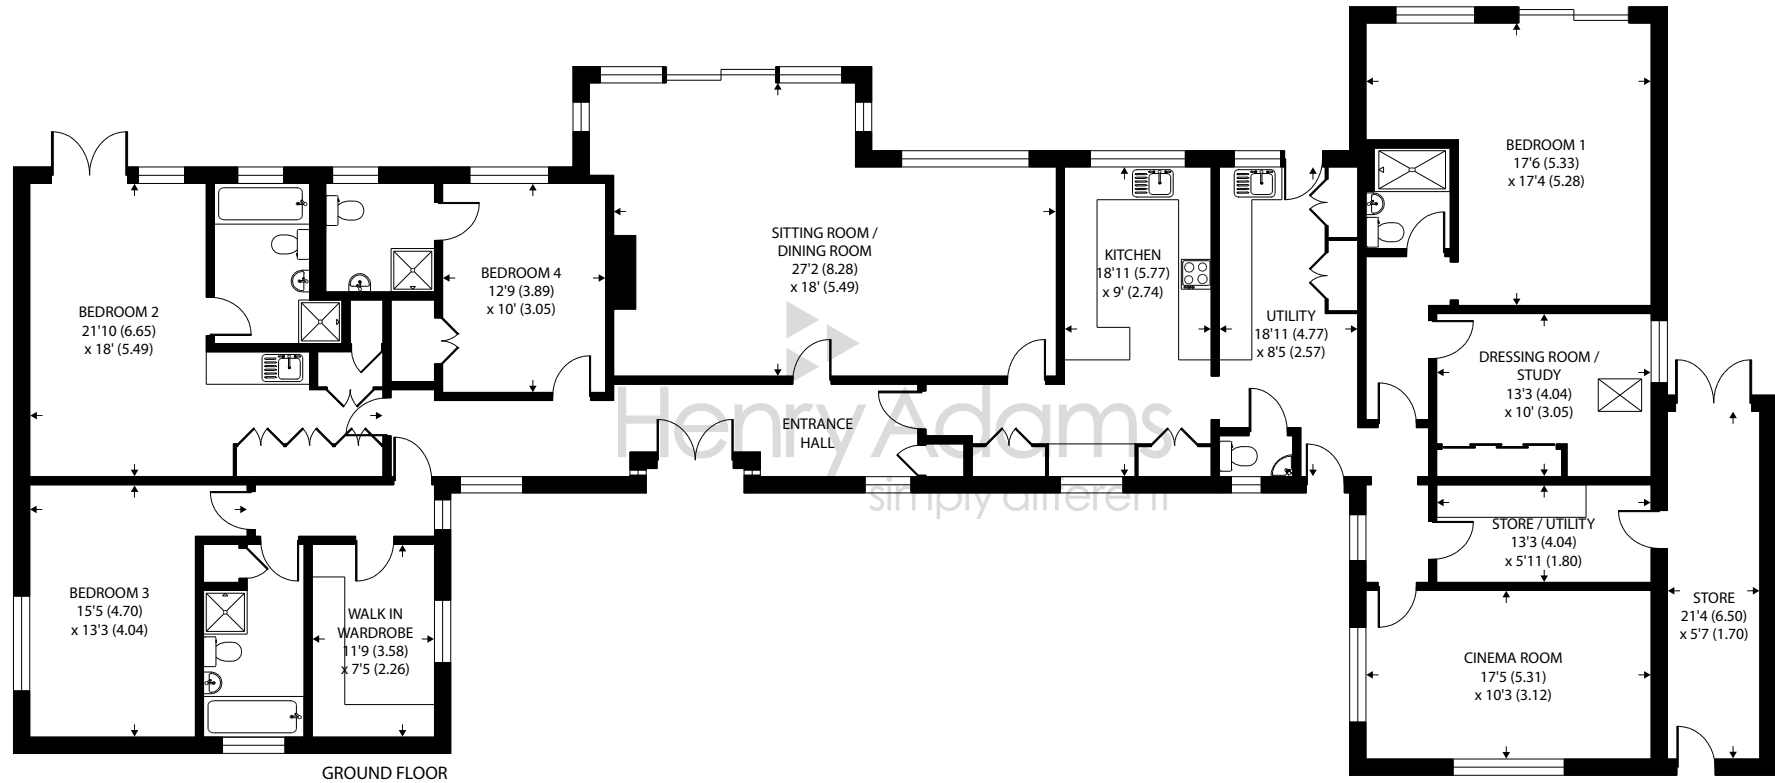 BEDROOM 1
17'6 (5.33)
x 17'4 (5.28)
SITTING ROOM /
DINING ROOM
27'2 (8.28)
x 18' (5.49)
KITCHEN
18'11 (5.77)
x 9' (2.74)
BEDROOM 4
12'9 (3.89)
x 10' (3.05)
BEDROOM 2
21'10 (6.65)
x 18' (5.49)
UTILITY
18'11 (4.77)
x 8'5 (2.57)
DRESSING ROOM /
STUDY
13'3 (4.04)
x 10' (3.05)
ENTRANCE
HALL
Henry Adams
simply different
STORE / UTILITY
13'3 (4.04)
x 5'11 (1.80)
BEDROOM 3
15'5 (4.70)
x 13'3 (4.04)
WALK IN
WARDROBE
11'9 (3.58)
x 7'5 (2.26)
STORE
21'4 (6.50)
x 5'7 (1.70)
CINEMA ROOM
17'5 (5.31)
x 10'3 (3.12)
GROUND FLOOR